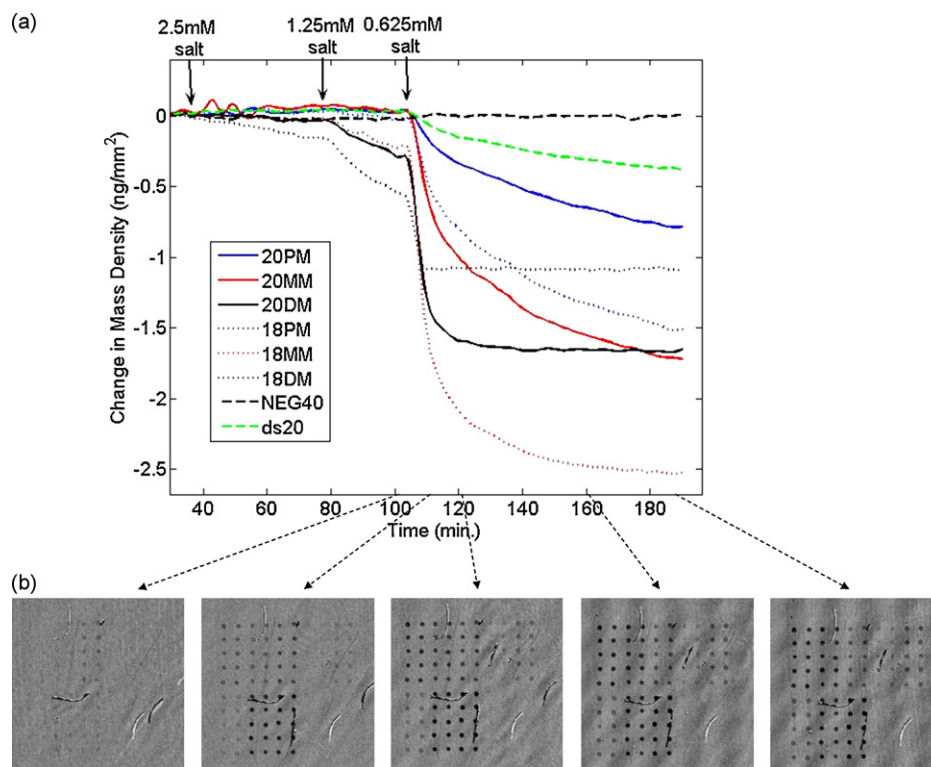 (a)
2.5mM
salt
1.25mM
salt
0.625mM
salt
0
-0.5
-1
-1.5
-2
-2.5
Change in Mass Density (ng/mm²)
20PM
20MM
20DM
18PM
18MM
18DM
NEG40
ds20
40 60 80 100 120 140 160 180
Time (min.)
(b)